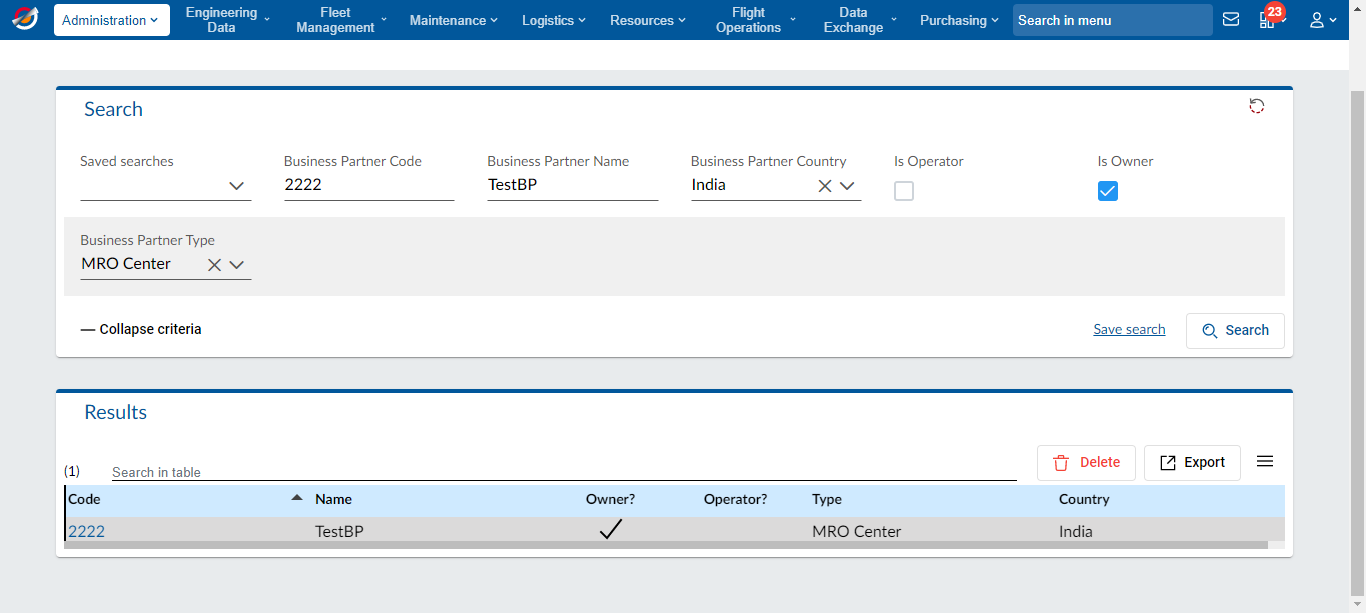 Administration
Engineering Data
Fleet Management
Maintenance
Logistics
Resources
Flight Operations
Data Exchange
Purchasing
Search in menu
23
Search
Saved searches
Business Partner Code
Business Partner Name
Business Partner Country
Is Operator
Is Owner
2222
TestBP
India
Business Partner Type
MRO Center
Collapse criteria
Save search
Search
Results
(1)
Search in table
Delete
Export
Code
Name
Owner?
Operator?
Type
Country
2222
TestBP
MRO Center
India